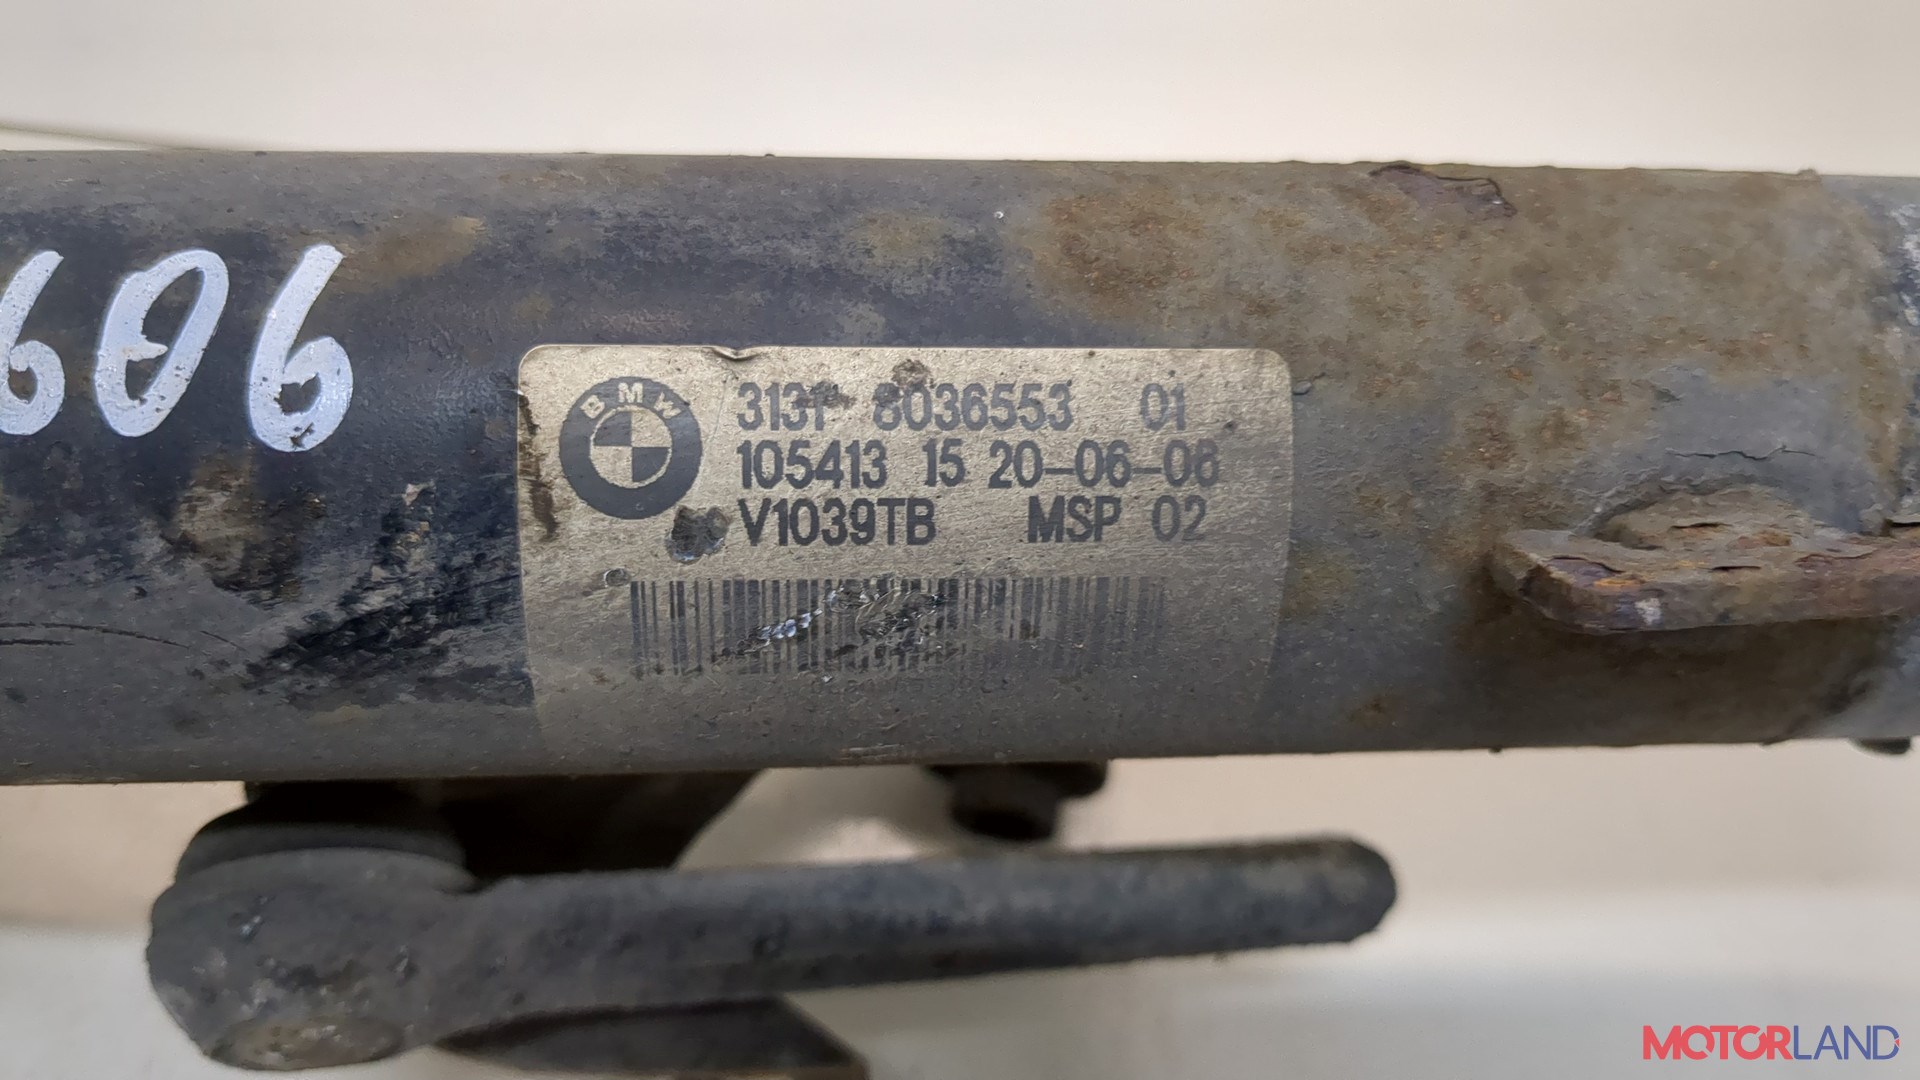 606
BMW
3131 8036553 01
105413 15 20-06-08
V1039TB MSP 02
MOTORLAND